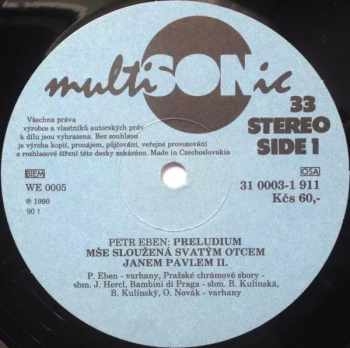 multiSONic
33
STEREO
SIDE 1
Všechna práva
výrobce a vlastníků autorských práv
k dílu jsou vyhrazena. Bez souhlasu
je výroba kopií, pronájem, půjčování, veřejné provozování
a rozhlasové šíření této desky zakázáno. Made in Czechoslovakia
BIEM
OSA
WE 0005
31 0003-1 911
Kčs 60,-
℗ 1990
90 1
PETR EBEN: PRELUDIUM
MŠE SLOUŽENÁ SVATÝM OTCEM
JANEM PAVLEM II.
P. Eben - varhany, Pražské chrámové sbory -
sbm. J. Hercl, Bambini di Praga - sbm. B. Kulínská,
B. Kulínský, O. Novák - varhany